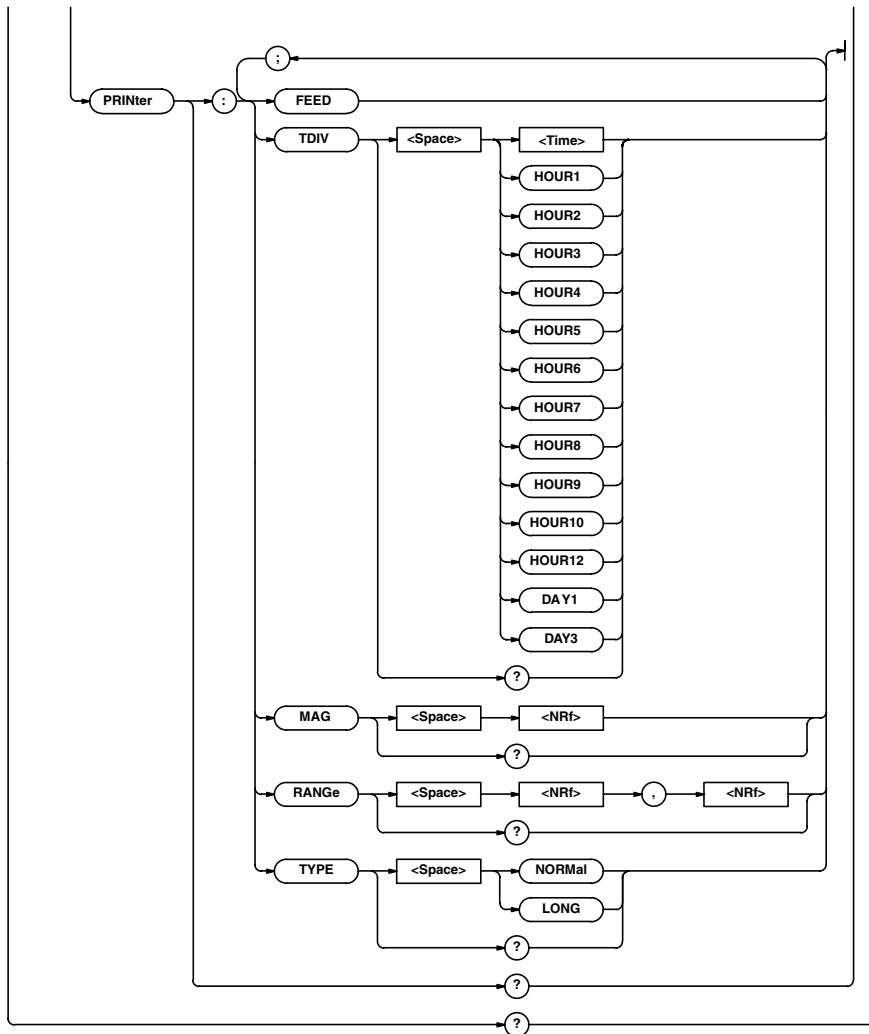 ;
PRINter : FEED
TDIV <Space> <Time>
HOUR1
HOUR2
HOUR3
HOUR4
HOUR5
HOUR6
HOUR7
HOUR8
HOUR9
HOUR10
HOUR12
DAY1
DAY3
?
MAG <Space> <NRf>
?
RANGe <Space> <NRf> , <NRf>
?
TYPE <Space> NORMal
LONG
?
?
?